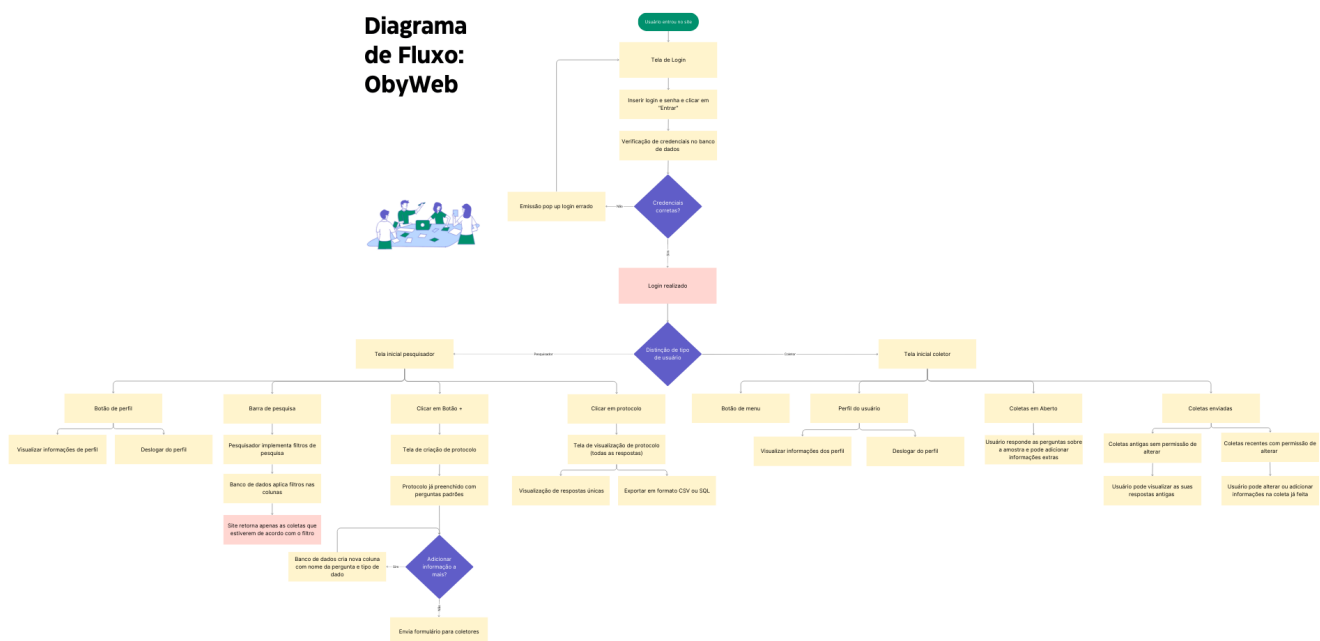 Diagrama
de Fluxo:
ObyWeb
Usuário entrou no site
Tela de Login
Inserir login e senha e clicar em
"Entrar"
Verificação de credenciais no banco
de dados
Credenciais
corretas?
Não
Emissão pop up login errado
Sim
Login realizado
Distinção de tipo
de usuário
Pesquisador
Coletor
Tela inicial pesquisador
Tela inicial coletor
Botão de perfil
Barra de pesquisa
Clicar em Botão +
Clicar em protocolo
Botão de menu
Perfil do usuário
Coletas em Aberto
Coletas enviadas
Visualizar informações de perfil
Deslogar do perfil
Pesquisador implementa filtros de
pesquisa
Tela de criação de protocolo
Tela de visualização de protocolo
(todas as respostas)
Visualizar informações dos perfil
Deslogar do perfil
Usuário responde as perguntas sobre
a amostra e pode adicionar
informações extras
Coletas antigas sem permissão de
alterar
Coletas recentes com permissão de
alterar
Banco de dados aplica filtros nas
colunas
Protocolo já preenchido com
perguntas padrões
Visualização de respostas únicas
Exportar em formato CSV ou SQL
Usuário pode visualizar as suas
respostas antigas
Usuário pode alterar ou adicionar
informações na coleta já feita
Site retorna apenas as coletas que
estiverem de acordo com o filtro
Banco de dados cria nova coluna
com nome da pergunta e tipo de
dado
Adicionar
informação a
mais?
Envia formulário para coletores